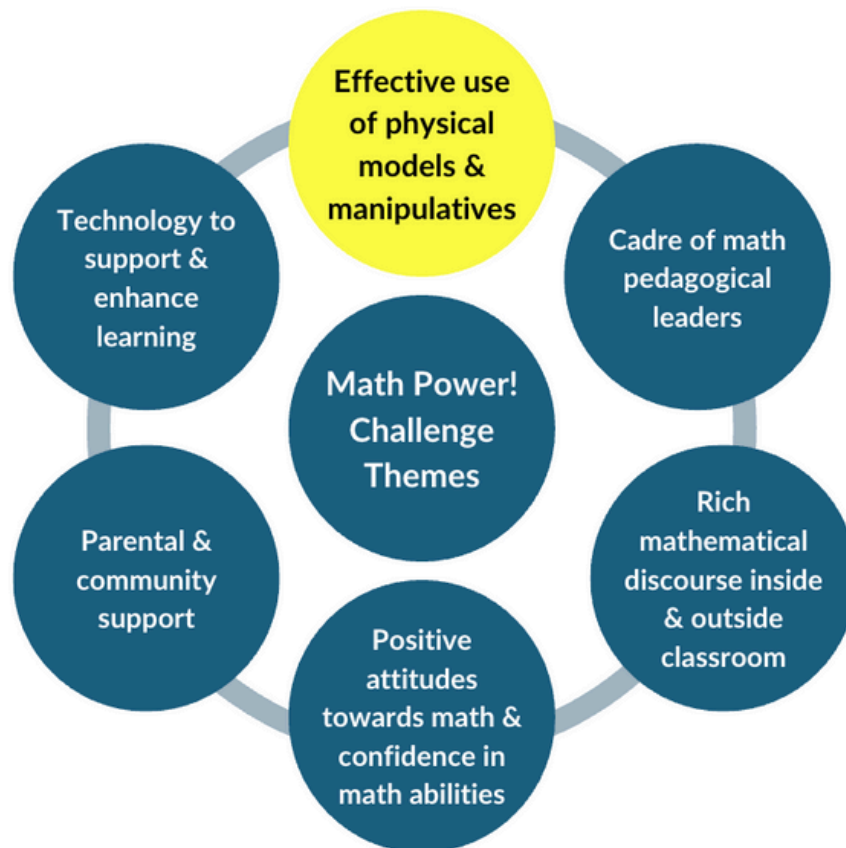 Effective use
of physical
models &
manipulatives
Technology to
support &
enhance
learning
Cadre of math
pedagogical
leaders
Math Power!
Challenge
Themes
Parental &
community
support
Rich
mathematical
discourse inside
& outside
classroom
Positive
attitudes
towards math &
confidence in
math abilities